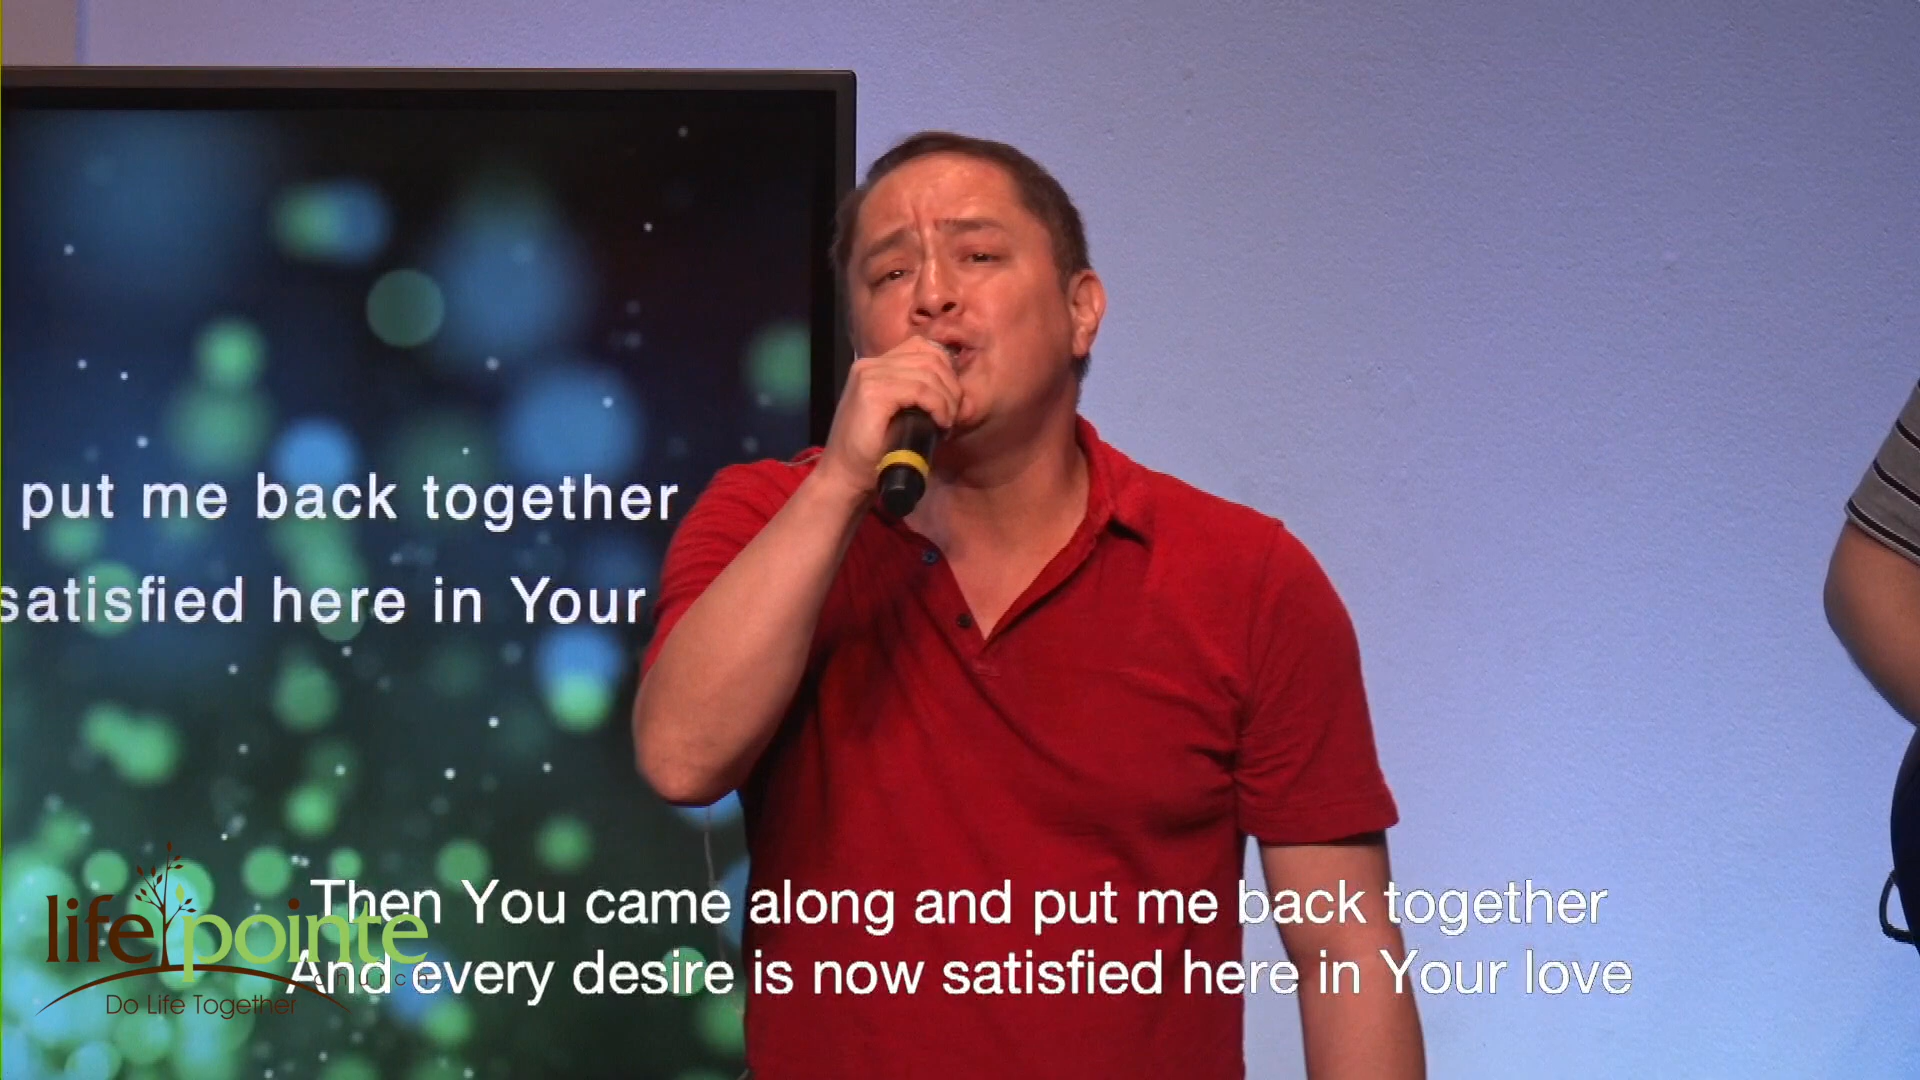 put me back together
satisfied here in Your
Then You came along and put me back together
And every desire is now satisfied here in Your love
life pointe
church
Do Life Together